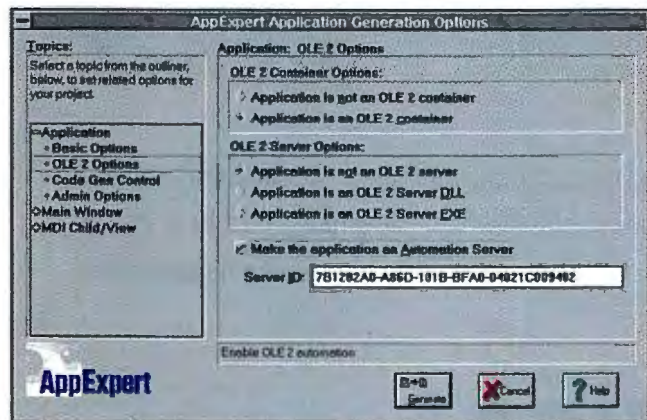 AppExpert Application Generation Options
Topics:
Select a topic from the outliner,
below, to set related options for
your project.
Application
Basic Options
OLE 2 Options
Code Gen Control
Admin Options
Main Window
MDI Child/View
Application: OLE 2 Options
OLE 2 Container Options:
Application is not an OLE 2 container
Application is an OLE 2 container
OLE 2 Server Options:
Application is not an OLE 2 server
Application is an OLE 2 Server DLL
Application is an OLE 2 Server EXE
Make the application an Automation Server
Server ID: 7B1282A0-A86D-101B-BFA0-04021C009402
Enable OLE 2 automation
AppExpert
Generate
Cancel
Help